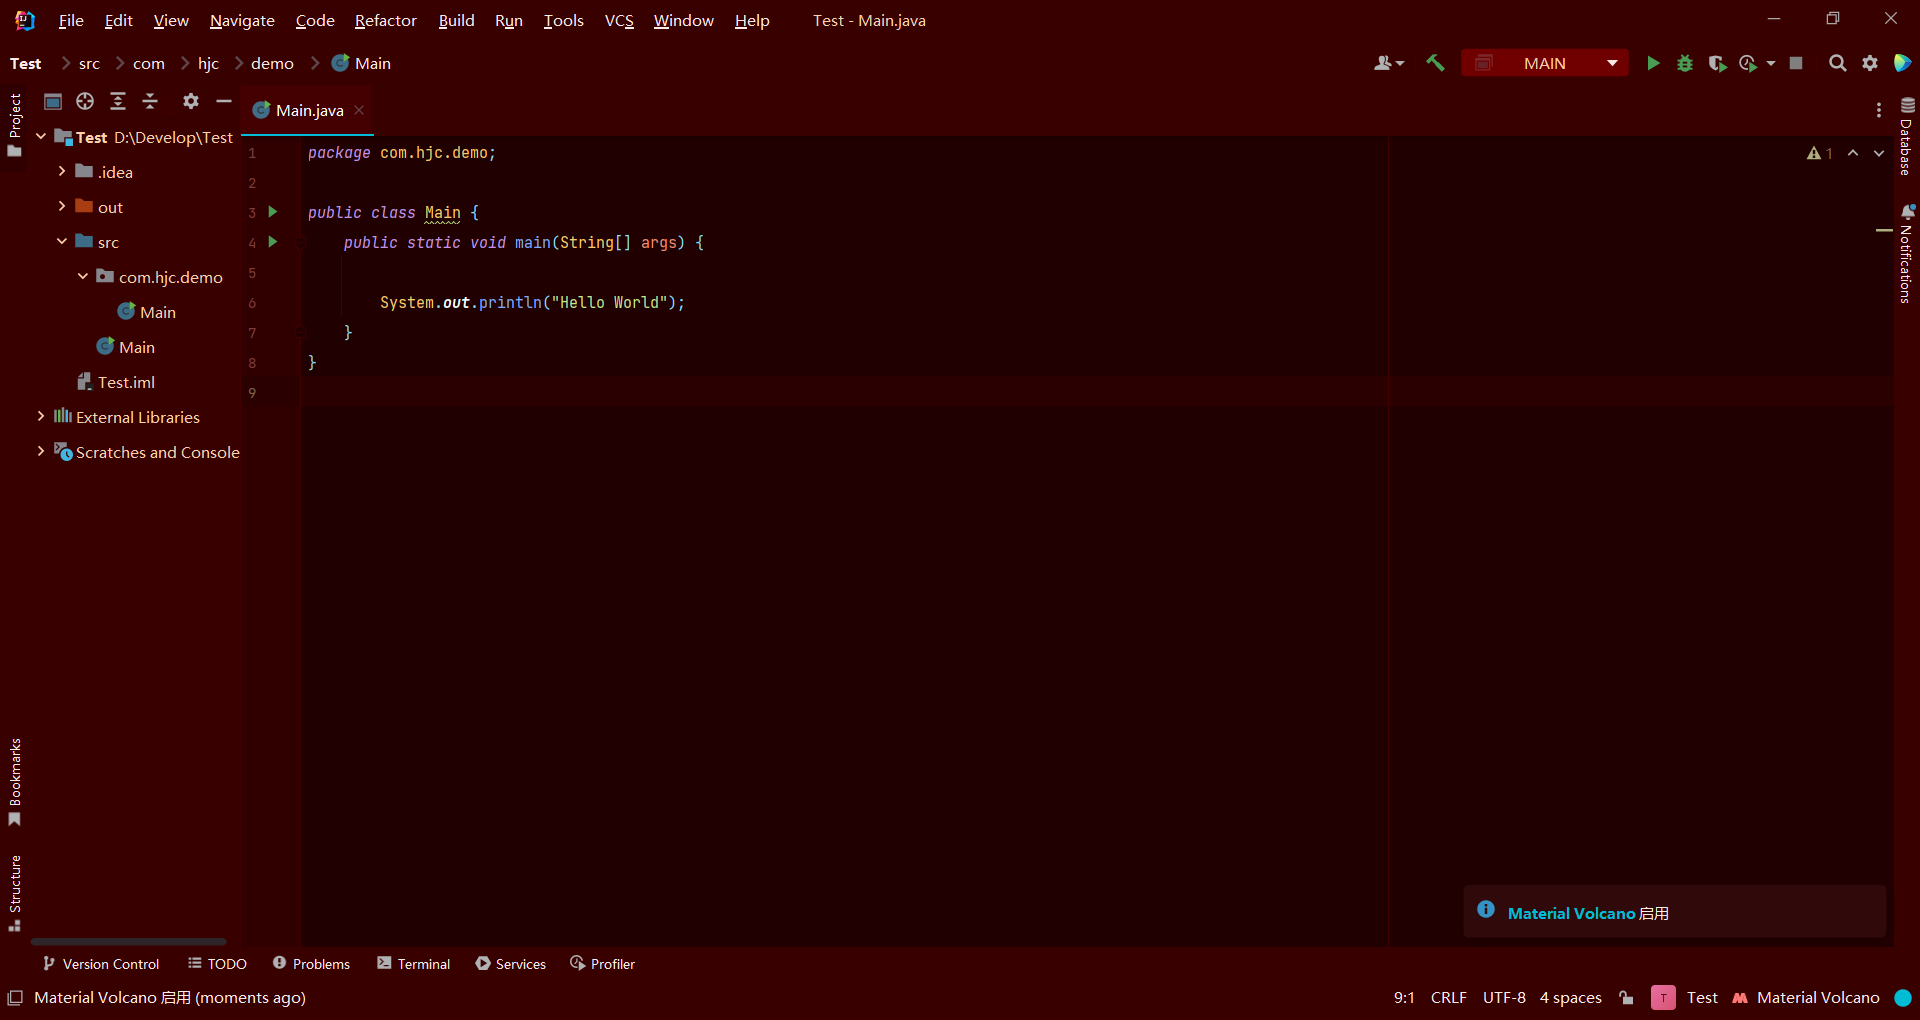 File Edit View Navigate Code Refactor Build Run Tools VCS Window Help Test - Main.java
Test src com hjc demo Main MAIN
Project
Test D:\Develop\Test
.idea
out
src
com.hjc.demo
Main
Main
Test.iml
External Libraries
Scratches and Console
Main.java
1 package com.hjc.demo;
2
3 public class Main {
4 public static void main(String[] args) {
5
6 System.out.println("Hello World");
7 }
8 }
9
1
Database
Notifications
Bookmarks
Structure
Material Volcano 启用
Version Control TODO Problems Terminal Services Profiler
Material Volcano 启用 (moments ago) 9:1 CRLF UTF-8 4 spaces T Test Material Volcano